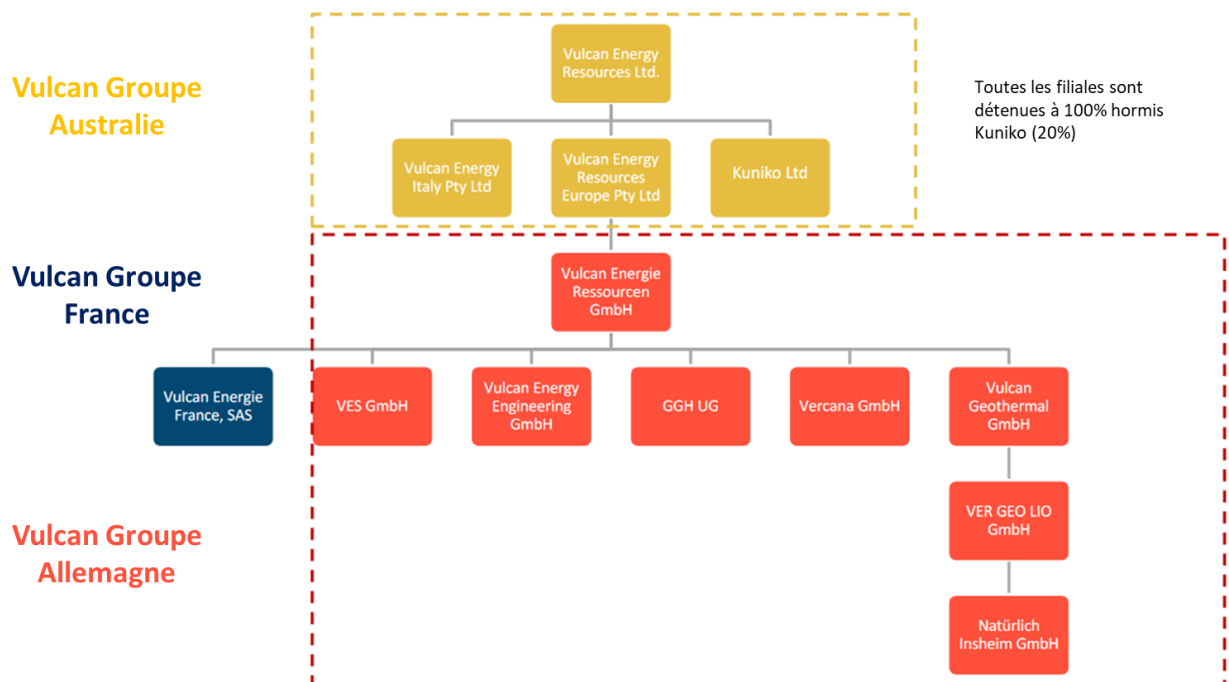 Vulcan Groupe
Australie
Vulcan Energy
Resources Ltd.
Toutes les filiales sont
détenues à 100% hormis
Kuniko (20%)
Vulcan Energy
Italy Pty Ltd
Vulcan Energy
Resources
Europe Pty Ltd
Kuniko Ltd
Vulcan Groupe
France
Vulcan Energie
Ressourcen
GmbH
Vulcan Energie
France, SAS
VES GmbH
Vulcan Energy
Engineering
GmbH
GGH UG
Vercana GmbH
Vulcan
Geothermal
GmbH
Vulcan Groupe
Allemagne
VER GEO LIO
GmbH
Natürlich
Insheim GmbH